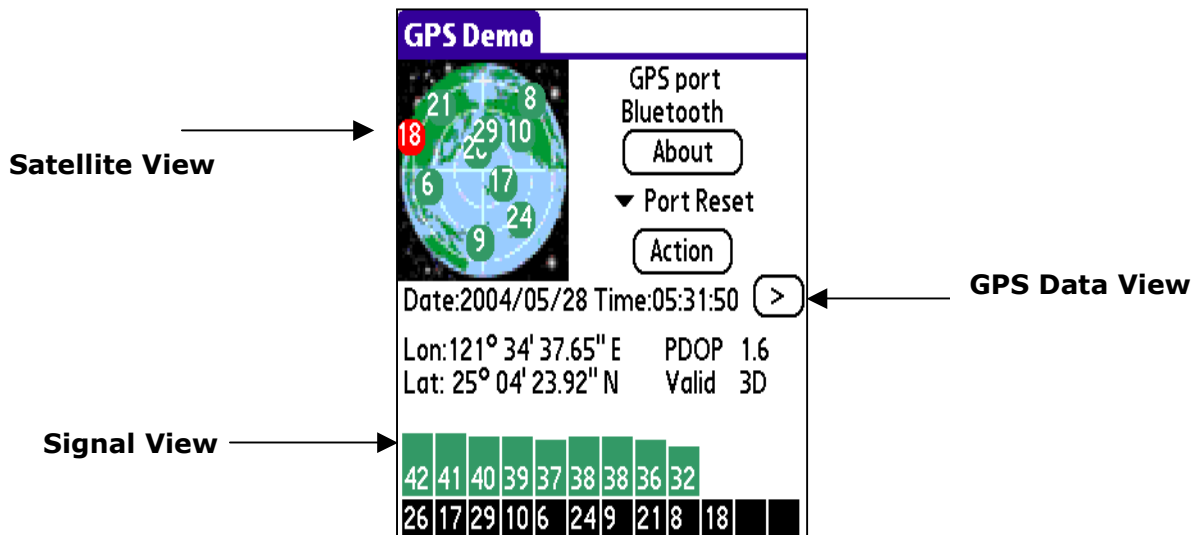 GPS Demo
GPS port
Bluetooth
About
Port Reset
Action
21
8
18
29
10
6
17
24
9
Satellite View
GPS Data View
Date:2004/05/28 Time:05:31:50 >
Lon:121º 34' 37.65" E PDOP 1.6
Lat: 25º 04' 23.92" N Valid 3D
Signal View
42 41 40 39 37 38 38 36 32
26 17 29 10 6 24 9 21 8 18